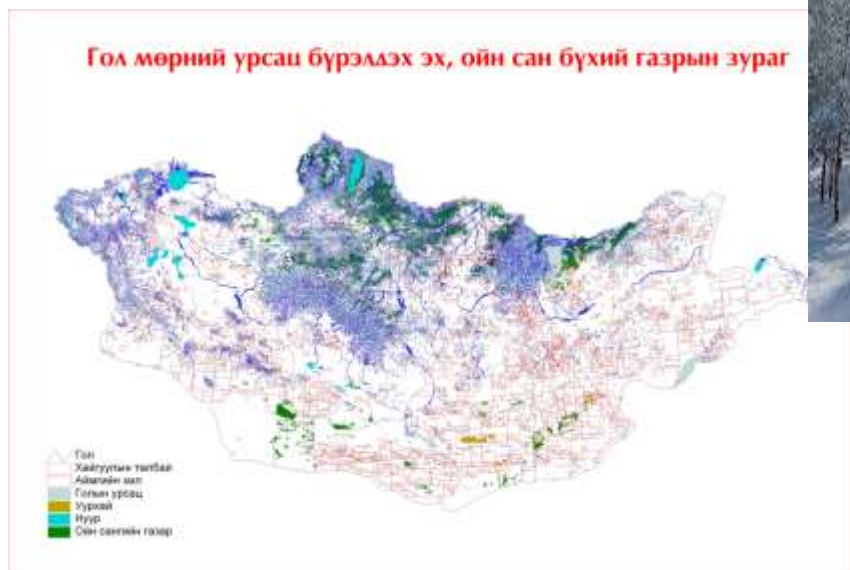 Гол мөрний урсац бүрэлдэх эх, ойн сан бүхий газрын зураг
Гол
Хайгуулын талбай
Аймгийн хил
Голын урсац
Уурхай
Нуур
Ойн сангийн газар